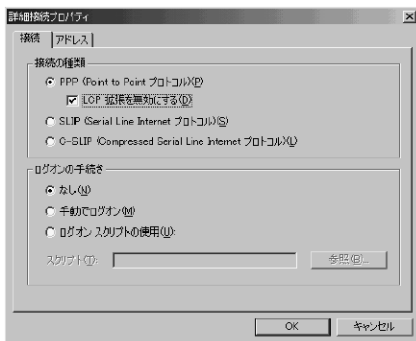 詳細接続プロパティ
接続 アドレス
接続の種類
PPP (Point to Point プロトコル)(P)
LCP 拡張を無効にする(D)
SLIP (Serial Line Internet プロトコル)(S)
C-SLIP (Compressed Serial Line Internet プロトコル)(L)
ログオンの手続き
なし(N)
手動でログオン(M)
ログオン スクリプトの使用(U):
スクリプト(T):
参照(B)...
OK キャンセル